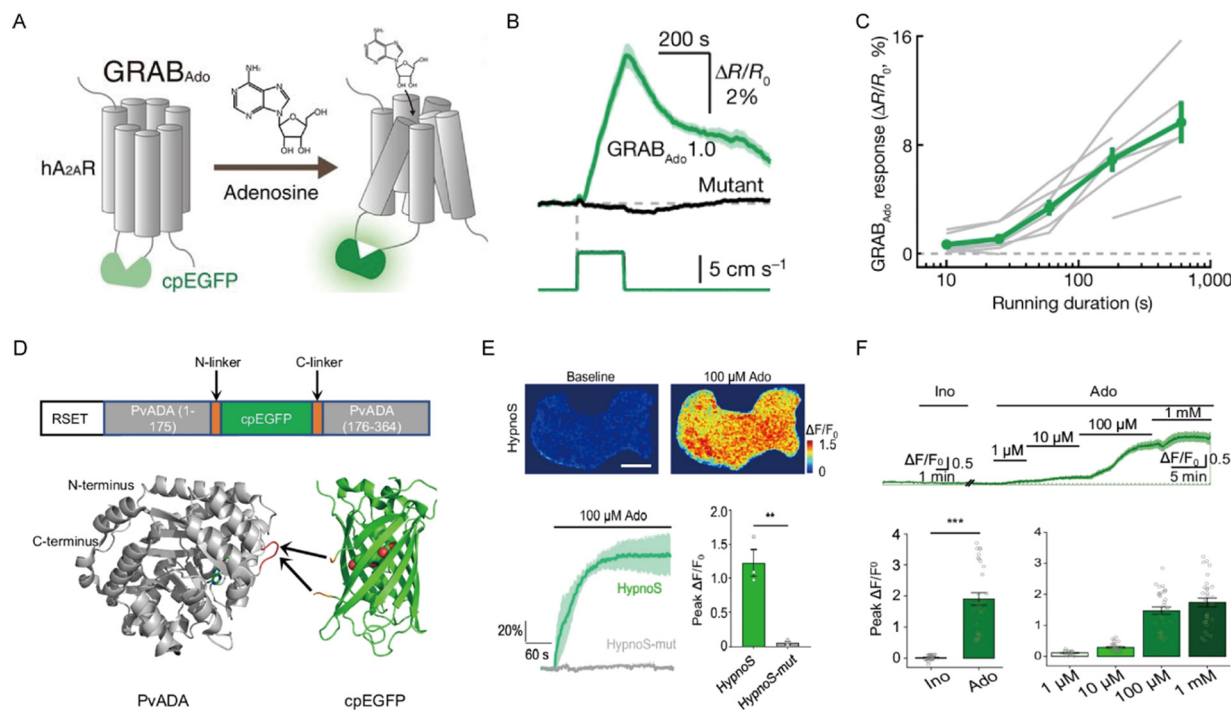 A
GRABAdo
NH₂
N
N
N
N
O
OH
OH
OH
hA2AR
Adenosine
cpEGFP
B
200 s
ΔR/R0
2%
GRABAdo1.0
Mutant
5 cm s⁻¹
C
GRABAdo response (ΔR/R0, %)
16
8
0
10
100
1,000
Running duration (s)
D
N-linker
C-linker
RSET
PvADA (1-
175)
cpEGFP
PvADA
(176-364)
N-terminus
C-terminus
PvADA
cpEGFP
E
Baseline
100 µM Ado
HypnoS
ΔF/F0
1.5
0
100 µM Ado
HypnoS
HypnoS-mut
20%
60 s
Peak ΔF/F0
2.0
1.5
1.0
0.5
0.0
**
HypnoS
HypnoS-mut
F
Ino
Ado
1 µM
10 µM
100 µM
1 mM
ΔF/F0
0.5
1 min
ΔF/F0
0.5
5 min
Peak ΔF/F⁰
4
3
2
1
0
***
Ino
Ado
4
3
2
1
0
1 µM
10 µM
100 µM
1 mM